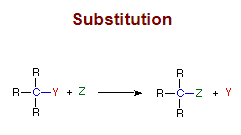 Substitution
R R
R-C-Y + Z R-C-Z + Y
R R